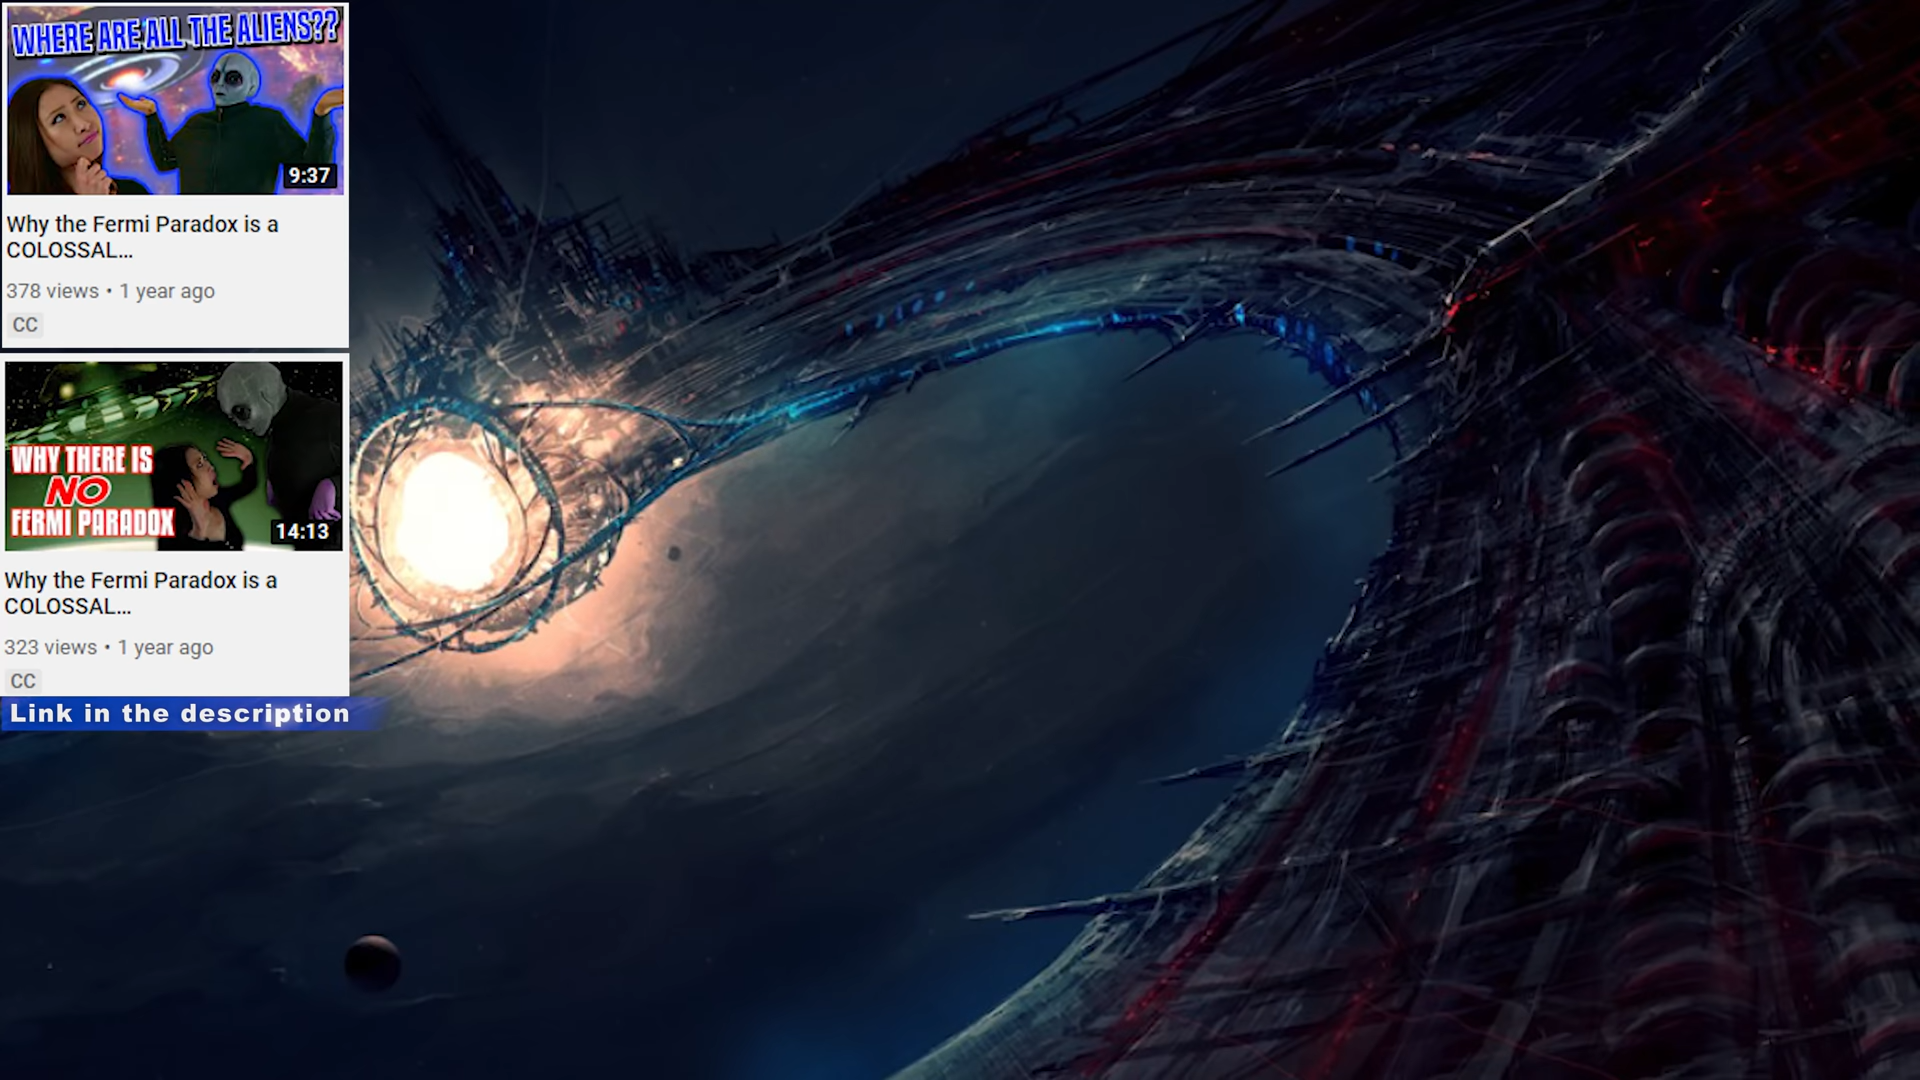 WHERE ARE ALL THE ALIENS??
9:37
Why the Fermi Paradox is a
COLOSSAL...
378 views • 1 year ago
CC
WHY THERE IS
NO
FERMI PARADOX
14:13
Why the Fermi Paradox is a
COLOSSAL...
323 views • 1 year ago
CC
Link in the description